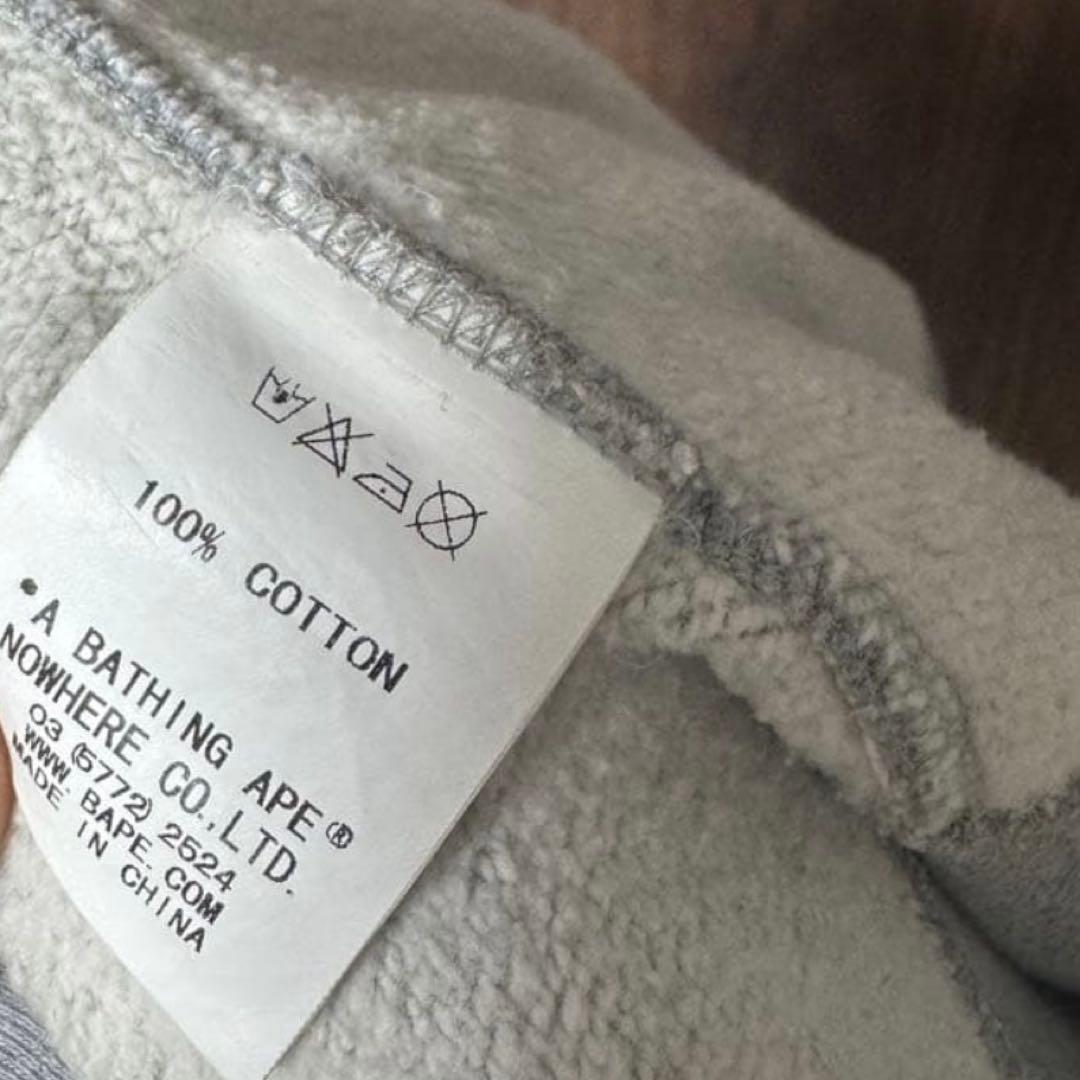 100% COTTON
A BATHING APE®
NOWHERE CO., LTD.
03 (5772) 2524
WWW. BAPE. COM
MADE IN CHINA